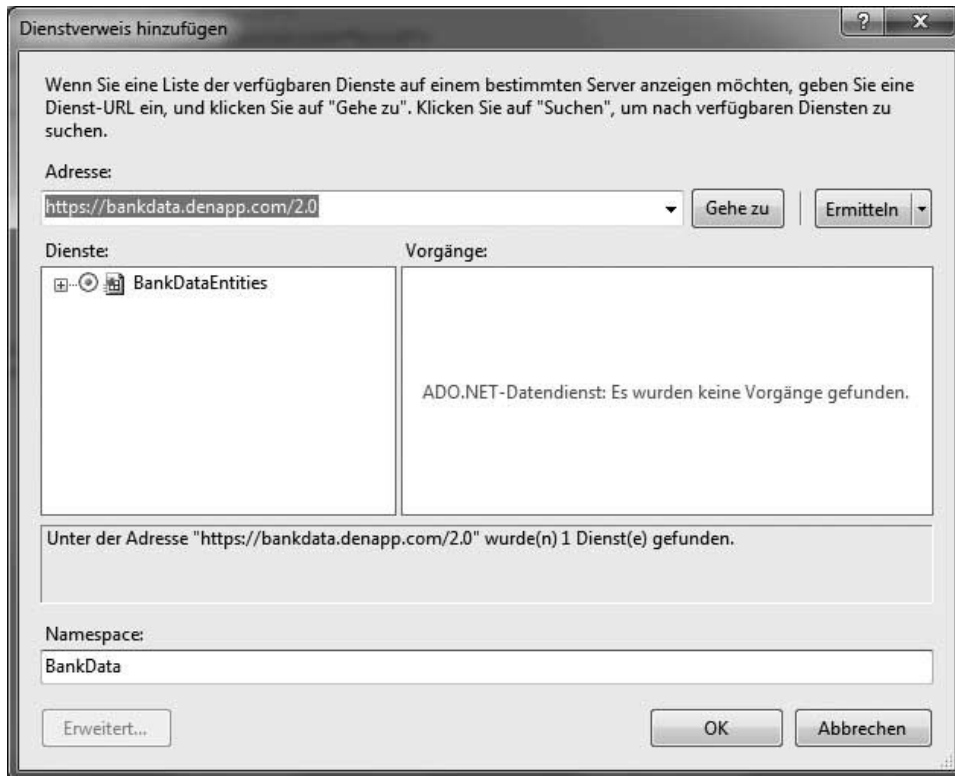 Dienstverweis hinzufügen
Wenn Sie eine Liste der verfügbaren Dienste auf einem bestimmten Server anzeigen möchten, geben Sie eine
Dienst-URL ein, und klicken Sie auf "Gehe zu". Klicken Sie auf "Suchen", um nach verfügbaren Diensten zu
suchen.
Adresse:
https://bankdata.denapp.com/2.0
Gehe zu
Ermitteln
Dienste:
Vorgänge:
BankDataEntities
ADO.NET-Datendienst: Es wurden keine Vorgänge gefunden.
Unter der Adresse "https://bankdata.denapp.com/2.0" wurde(n) 1 Dienst(e) gefunden.
Namespace:
BankData
Erweitert...
OK
Abbrechen